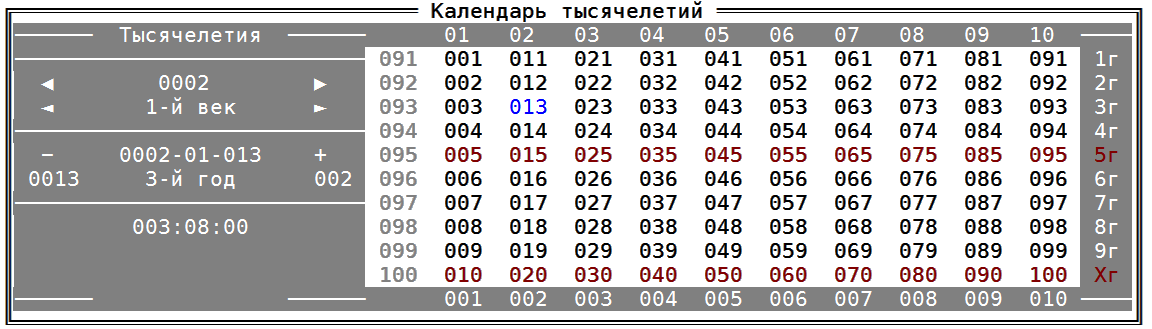 Календарь тысячелетий
Тысячелетия 01 02 03 04 05 06 07 08 09 10
091 001 011 021 031 041 051 061 071 081 091 1г
◄ 0002 ► 092 002 012 022 032 042 052 062 072 082 092 2г
◄ 1-й век ► 093 003 013 023 033 043 053 063 073 083 093 3г
094 004 014 024 034 044 054 064 074 084 094 4г
− 0002-01-013 + 095 005 015 025 035 045 055 065 075 085 095 5г
0013 3-й год 002 096 006 016 026 036 046 056 066 076 086 096 6г
097 007 017 027 037 047 057 067 077 087 097 7г
003:08:00 098 008 018 028 038 048 058 068 078 088 098 8г
099 009 019 029 039 049 059 069 079 089 099 9г
100 010 020 030 040 050 060 070 080 090 100 Xг
001 002 003 004 005 006 007 008 009 010